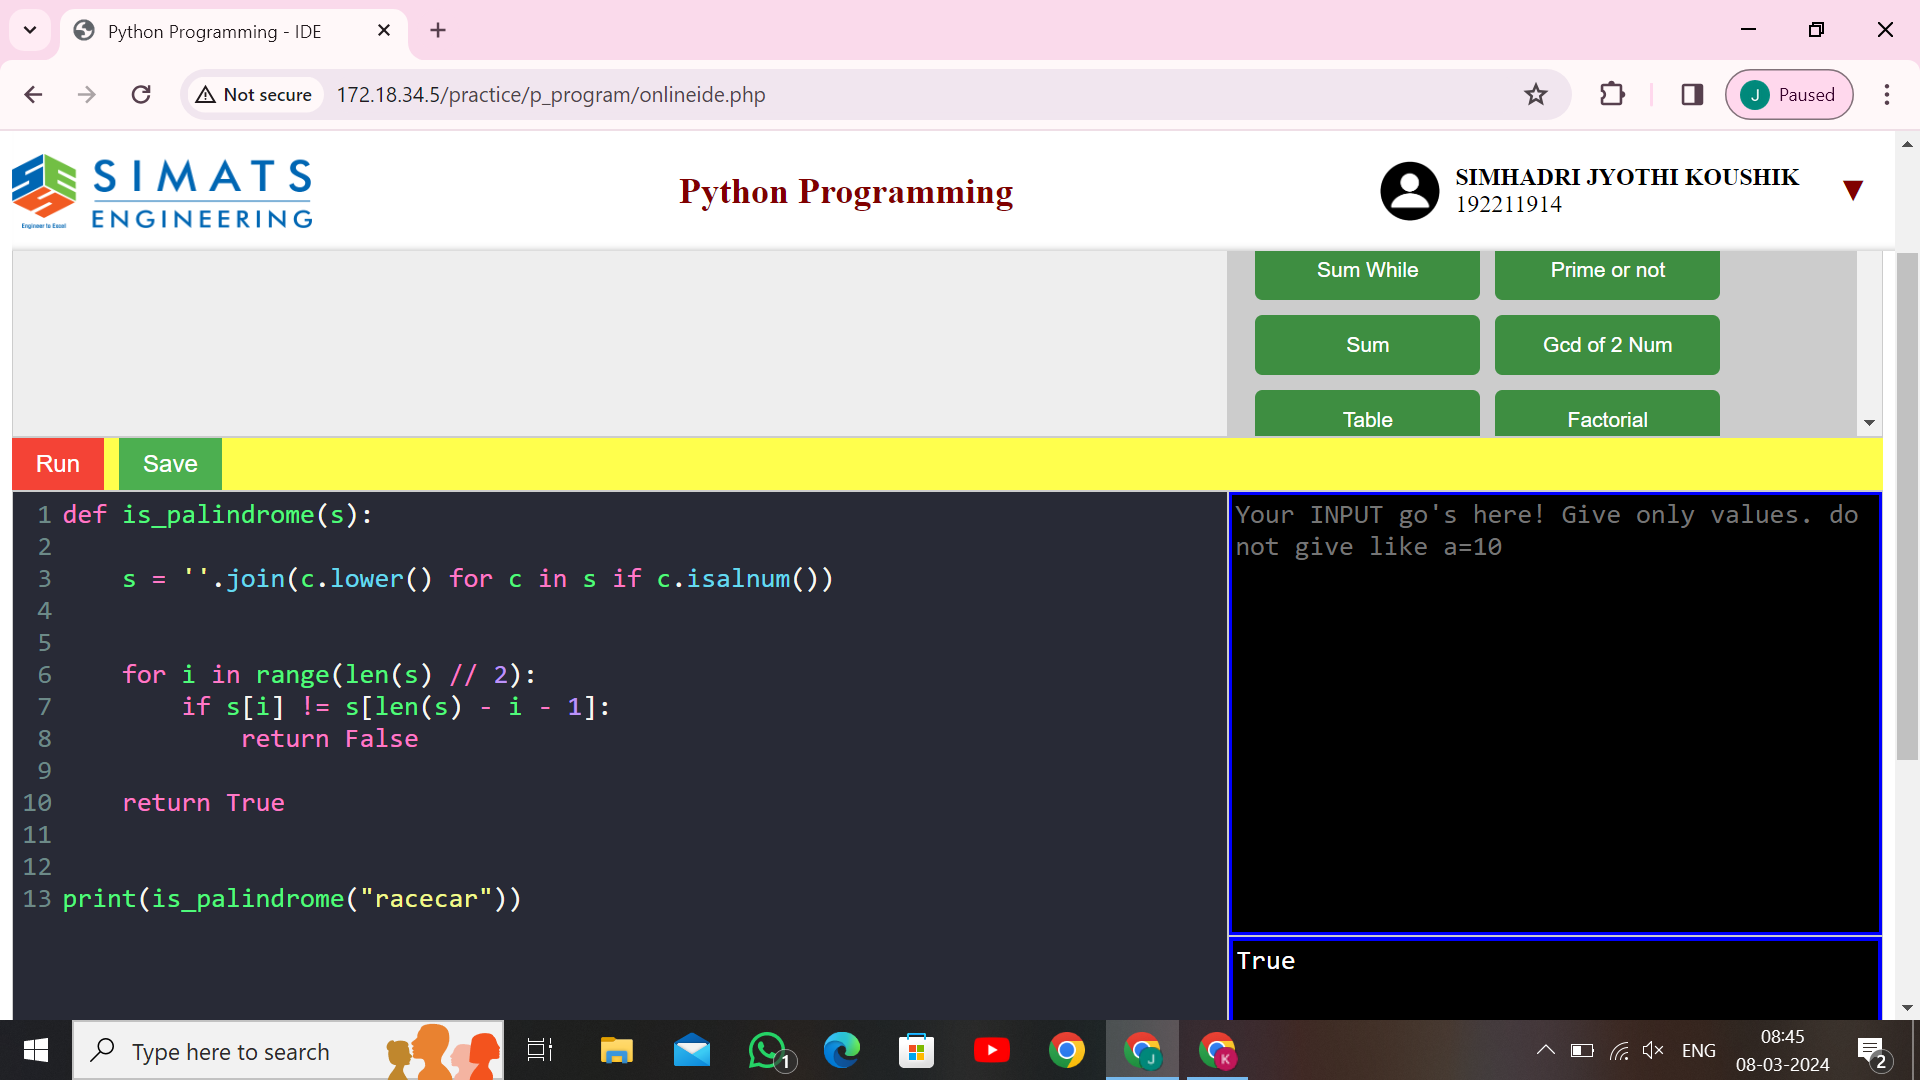 Python Programming - IDE
Not secure
172.18.34.5/practice/p_program/onlineide.php
J
Paused
SIMATS
ENGINEERING
Engineer to Excel
Python Programming
SIMHADRI JYOTHI KOUSHIK
192211914
Sum While
Prime or not
Sum
Gcd of 2 Num
Table
Factorial
Run
Save
1 def is_palindrome(s):
2
3     s = ''.join(c.lower() for c in s if c.isalnum())
4
5
6     for i in range(len(s) // 2):
7         if s[i] != s[len(s) - i - 1]:
8             return False
9
10     return True
11
12
13 print(is_palindrome("racecar"))
Your INPUT go's here! Give only values. do
not give like a=10
True
Type here to search
1
J
K
ENG
08:45
08-03-2024
2